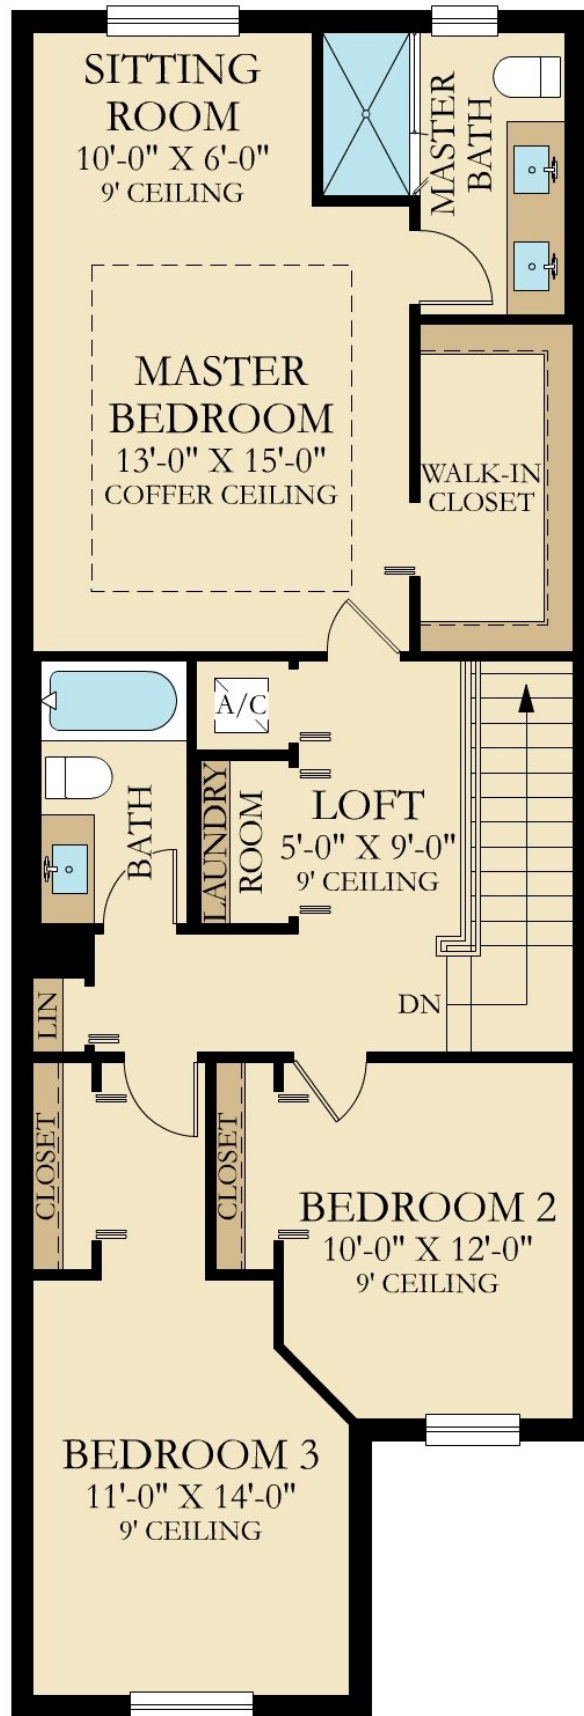 SITTING
ROOM
10'-0" X 6'-0"
9' CEILING
MASTER
BATH
MASTER
BEDROOM
13'-0" X 15'-0"
COFFER CEILING
WALK-IN
CLOSET
A/C
BATH
LAUNDRY
ROOM
LOFT
5'-0" X 9'-0"
9' CEILING
LIN
DN
CLOSET
CLOSET
BEDROOM 2
10'-0" X 12'-0"
9' CEILING
BEDROOM 3
11'-0" X 14'-0"
9' CEILING